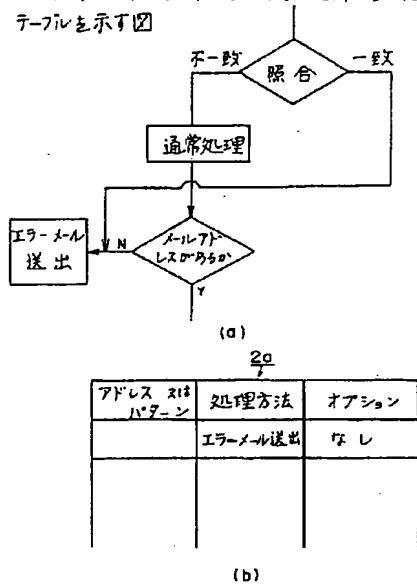 テーブルを示す図
不一致
照合
一致
通常処理
エラーメール
送出
N
メールアド
レスがあるか
Y
(a)
2a
アドレス又は
パターン
処理方法
オプション
エラーメール送出
なし
(b)